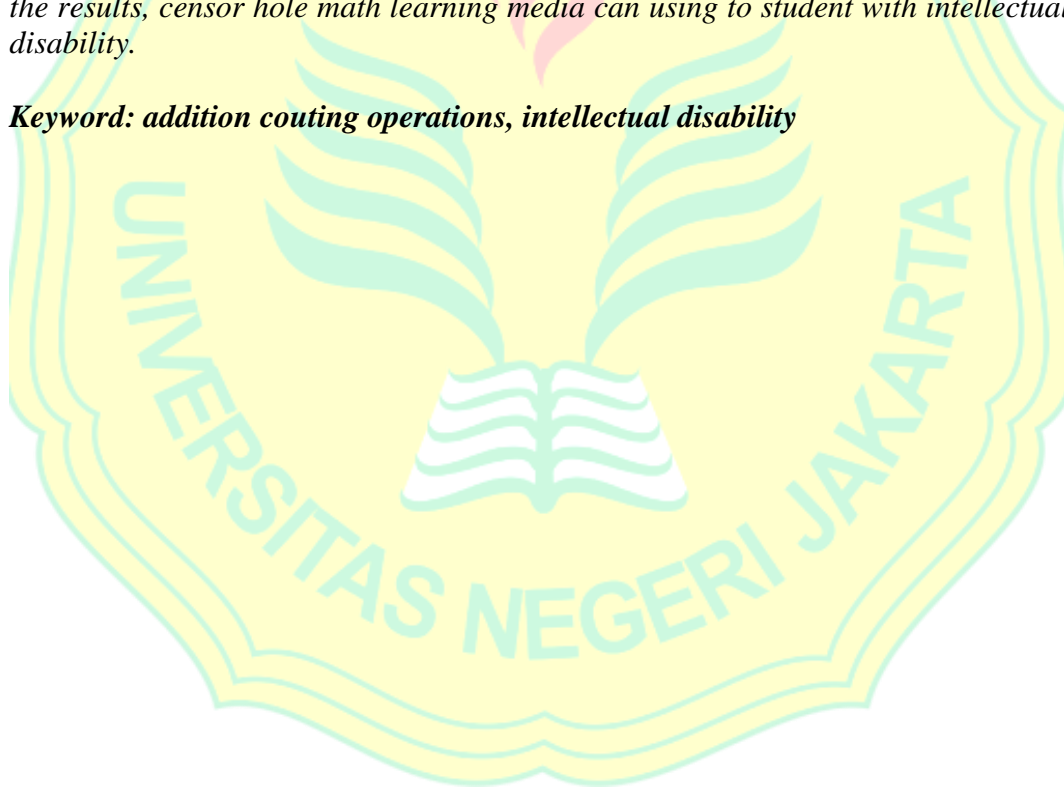 the results, censor hole math learning media can using to student with intellectual
disability.
Keyword: addition couting operations, intellectual disability
UNIVERSITAS NEGERI JAKARTA